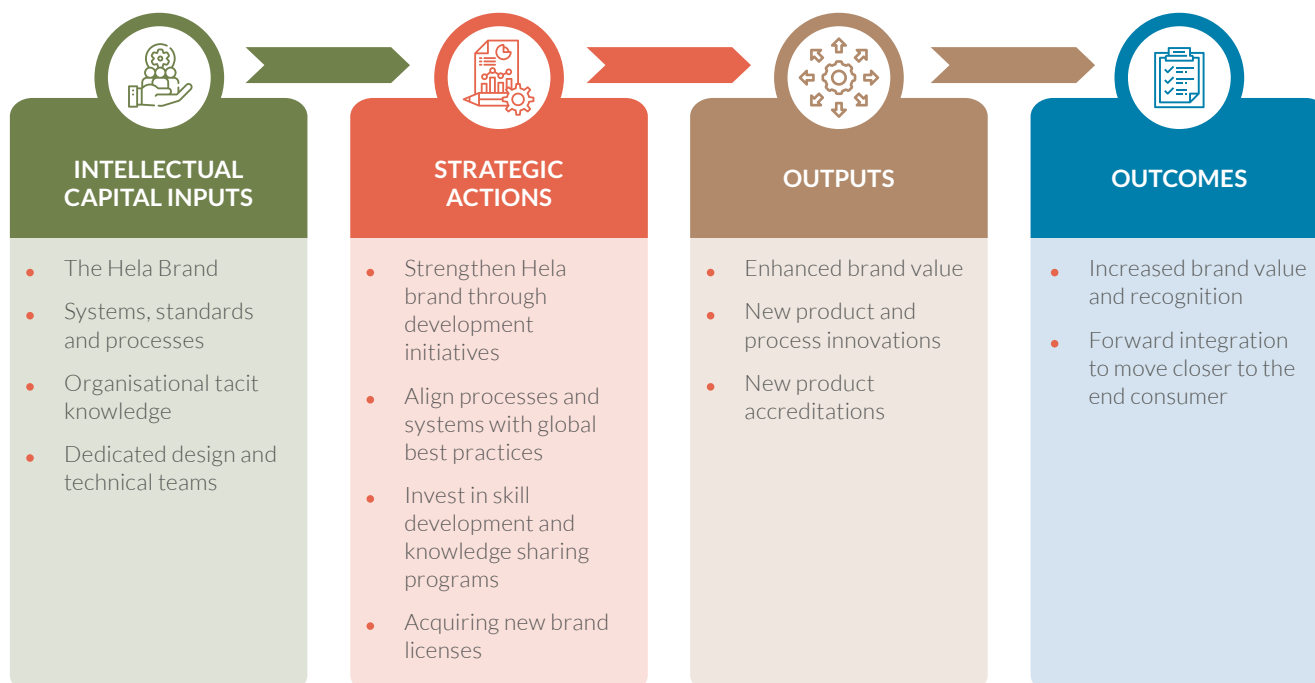 INTELLECTUAL
CAPITAL INPUTS
The Hela Brand
Systems, standards
and processes
Organisational tacit
knowledge
Dedicated design and
technical teams
STRATEGIC
ACTIONS
Strengthen Hela
brand through
development
initiatives
Align processes and
systems with global
best practices
Invest in skill
development and
knowledge sharing
programs
Acquiring new brand
licenses
OUTPUTS
Enhanced brand value
New product and
process innovations
New product
accreditations
OUTCOMES
Increased brand value
and recognition
Forward integration
to move closer to the
end consumer